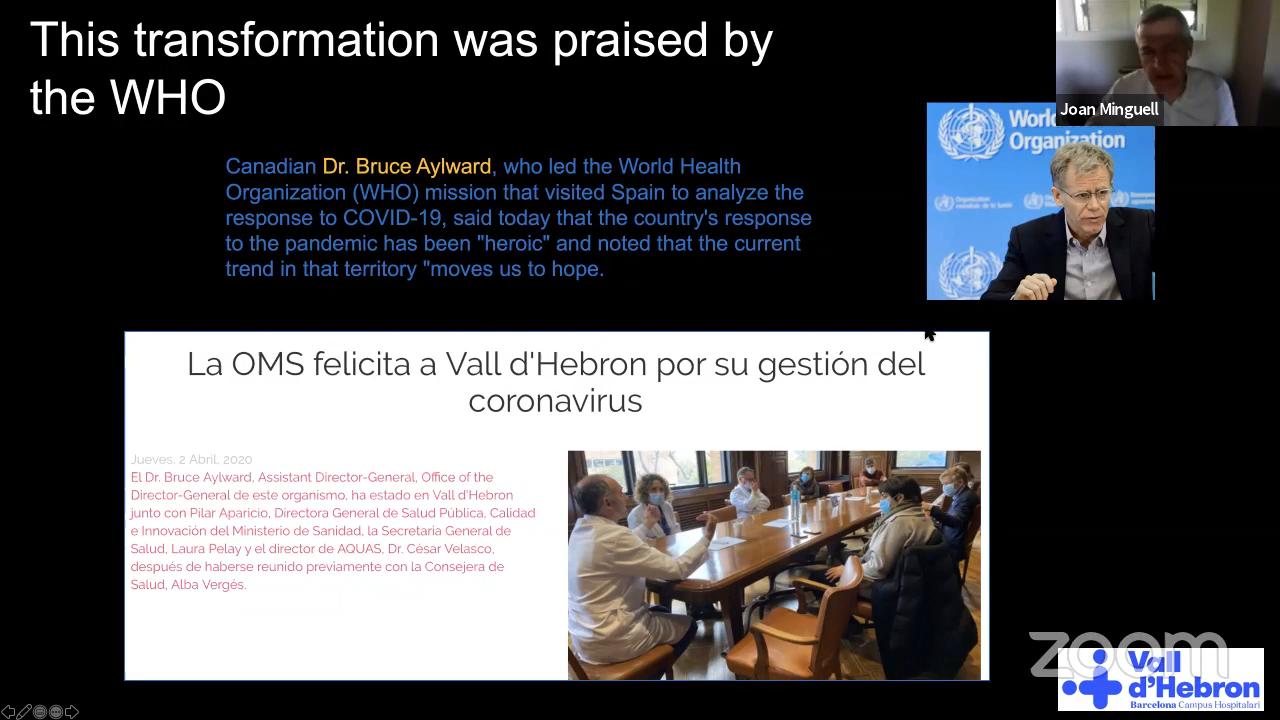 This transformation was praised by
the WHO
Joan Minguell
World
Organization
Canadian Dr. Bruce Aylward, who led the World Health
Organization (WHO) mission that visited Spain to analyze the
response to COVID-19, said today that the country's response
to the pandemic has been "heroic" and noted that the current
trend in that territory "moves us to hope.
La OMS felicita a Vall d'Hebron por su gestión del
coronavirus
Jueves, 2 Abril, 2020
El Dr. Bruce Aylward, Assistant Director-General, Office of the
Director-General de este organismo, ha estado en Vall d'Hebron
junto con Pilar Aparicio, Directora General de Salud Pública, Calidad
e Innovación del Ministerio de Sanidad, la Secretaria General de
Salud, Laura Pelay y el director de AQUAS, Dr. César Velasco,
después de haberse reunido previamente con la Consejera de
Salud, Alba Vergés.
zoom
Vall
d'Hebron
Barcelona Campus Hospitalari